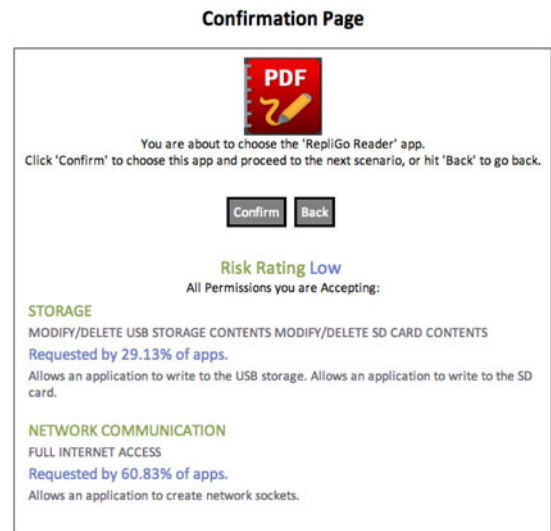 Confirmation Page
PDF
You are about to choose the 'RepliGo Reader' app.
Click 'Confirm' to choose this app and proceed to the next scenario, or hit 'Back' to go back.
Confirm Back
Risk Rating Low
All Permissions you are Accepting:
STORAGE
MODIFY/DELETE USB STORAGE CONTENTS MODIFY/DELETE SD CARD CONTENTS
Requested by 29.13% of apps.
Allows an application to write to the USB storage. Allows an application to write to the SD
card.
NETWORK COMMUNICATION
FULL INTERNET ACCESS
Requested by 60.83% of apps.
Allows an application to create network sockets.